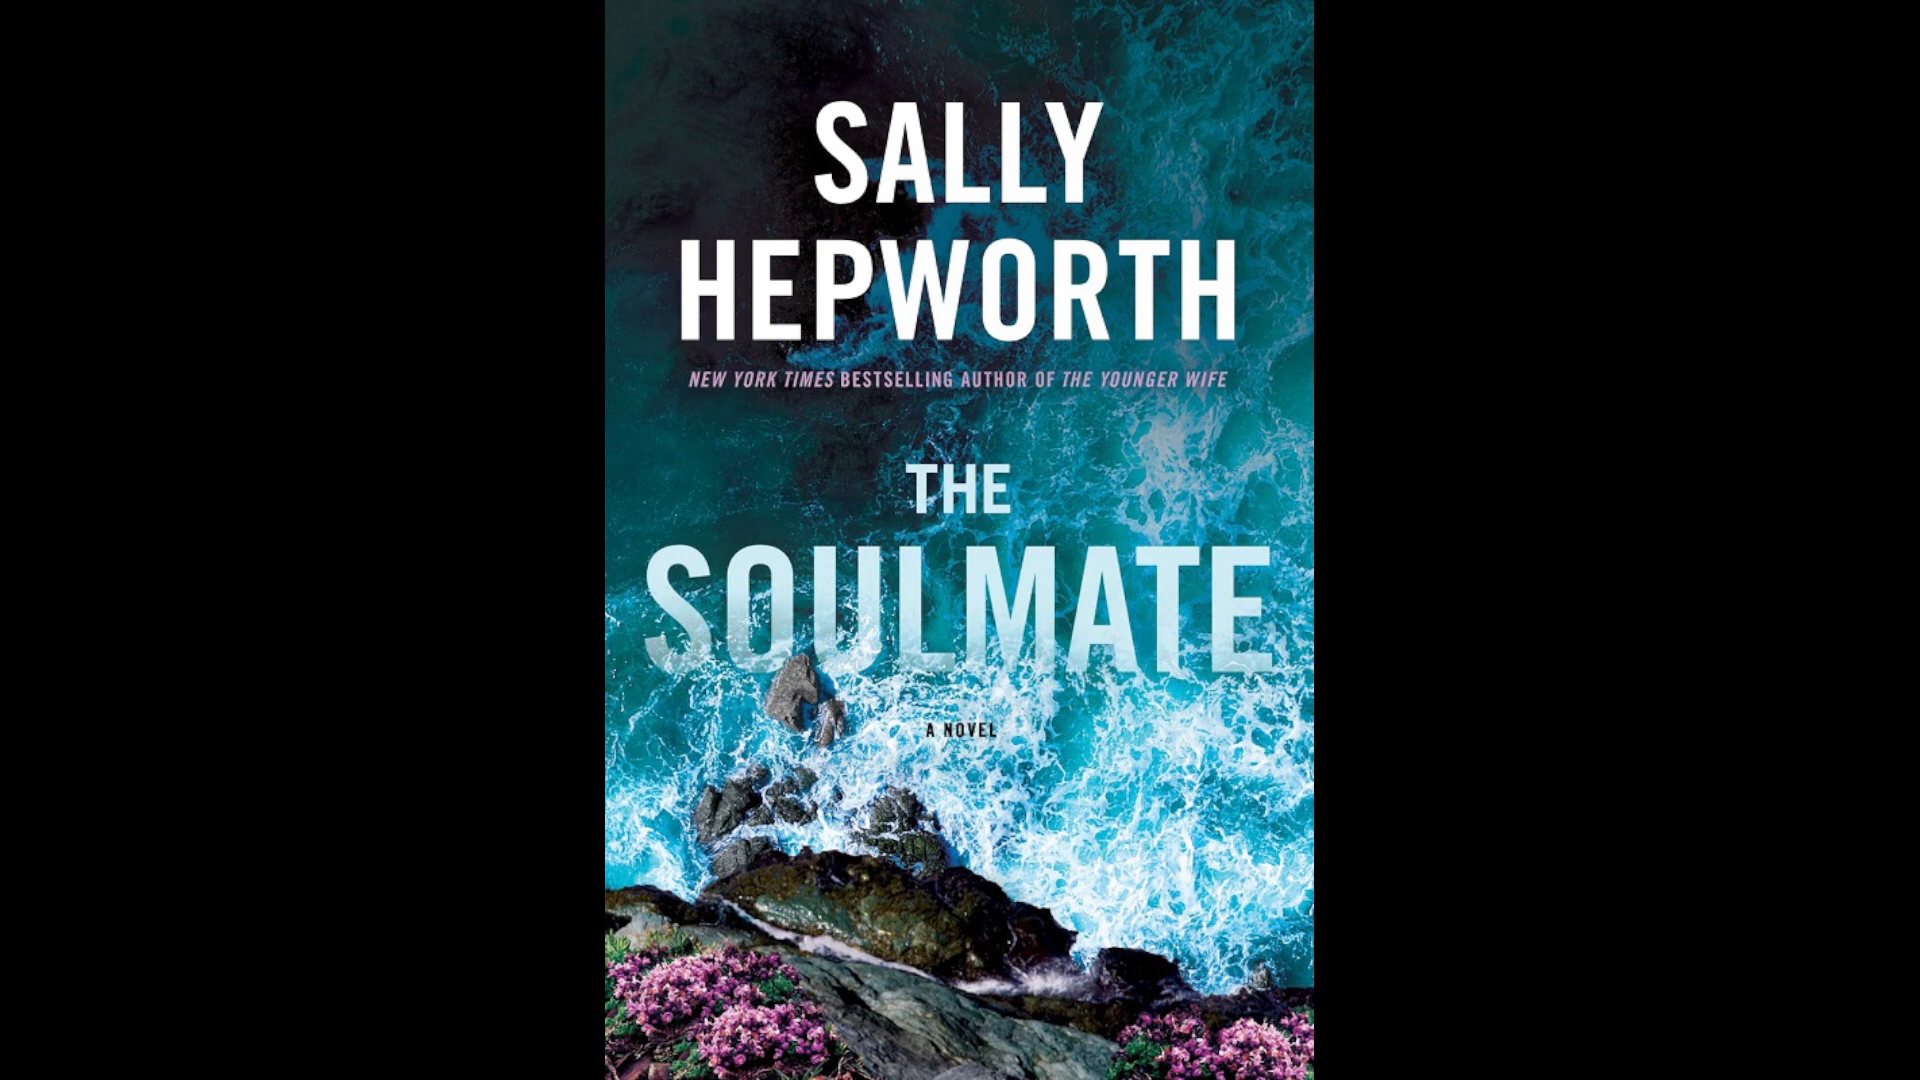 SALLY
HEPWORTH
NEW YORK TIMES BESTSELLING AUTHOR OF THE YOUNGER WIFE
THE
SOULMATE
A NOVEL